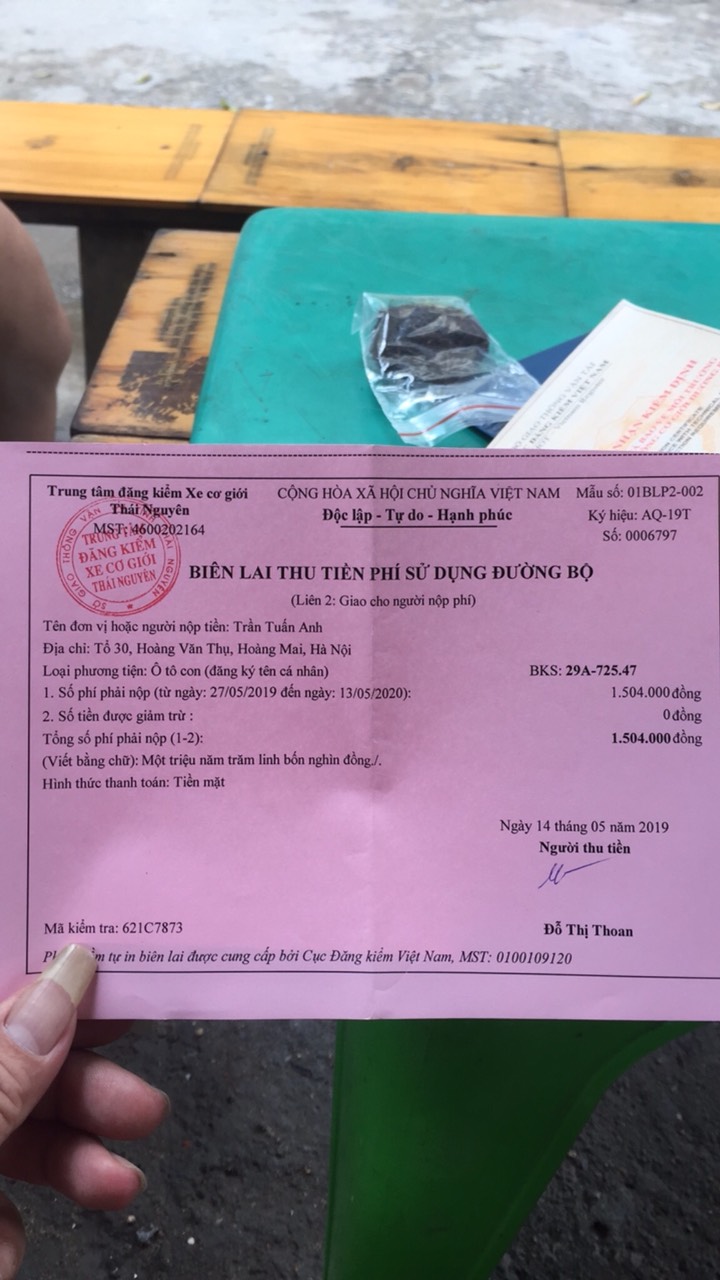 NHẬN KIỂM ĐỊNH
Trung tâm đăng kiểm Xe cơ giới
Thái Nguyên
MST: 4600202164
CỘNG HÒA XÃ HỘI CHỦ NGHĨA VIỆT NAM
Độc lập - Tự do - Hạnh phúc
Mẫu số: 01BLP2-002
Ký hiệu: AQ-19T
Số: 0006797
TRUNG TÂM
ĐĂNG KIỂM
XE CƠ GIỚI
THÁI NGUYÊN
BIÊN LAI THU TIỀN PHÍ SỬ DỤNG ĐƯỜNG BỘ
(Liên 2: Giao cho người nộp phí)
Tên đơn vị hoặc người nộp tiền: Trần Tuấn Anh
Địa chỉ: Tổ 30, Hoàng Văn Thụ, Hoàng Mai, Hà Nội
Loại phương tiện: Ô tô con (đăng ký tên cá nhân) BKS: 29A-725.47
1. Số phí phải nộp (từ ngày: 27/05/2019 đến ngày: 13/05/2020): 1.504.000 đồng
2. Số tiền được giảm trừ : 0 đồng
Tổng số phí phải nộp (1-2): 1.504.000 đồng
(Viết bằng chữ): Một triệu năm trăm linh bốn nghìn đồng./.
Hình thức thanh toán: Tiền mặt
Ngày 14 tháng 05 năm 2019
Người thu tiền
Mã kiểm tra: 621C7873
Đỗ Thị Thoan
tự in biên lai được cung cấp bởi Cục Đăng kiểm Việt Nam, MST: 0100109120